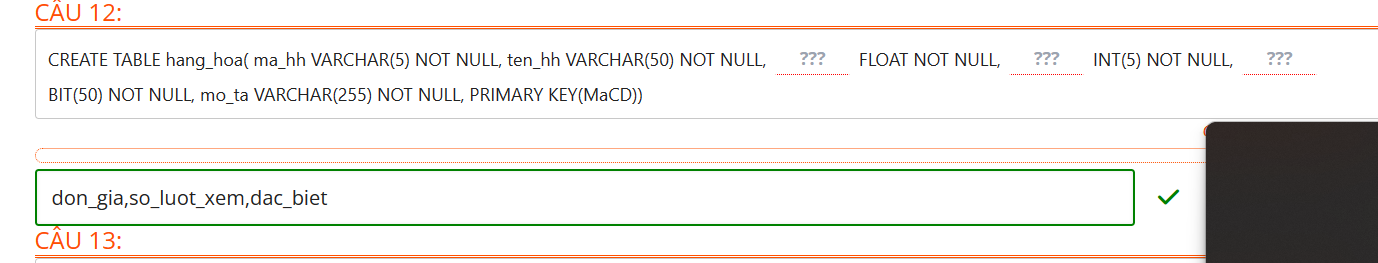 CÂU 12:
CREATE TABLE hang_hoa( ma_hh VARCHAR(5) NOT NULL, ten_hh VARCHAR(50) NOT NULL, ??? FLOAT NOT NULL, ??? INT(5) NOT NULL, ???
BIT(50) NOT NULL, mo_ta VARCHAR(255) NOT NULL, PRIMARY KEY(MaCD))
don_gia,so_luot_xem,dac_biet
CÂU 13: